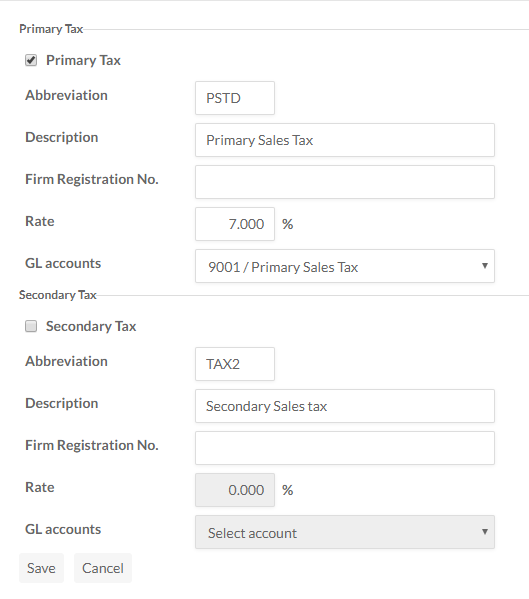 Primary Tax
Primary Tax
Abbreviation PSTD
Description Primary Sales Tax
Firm Registration No.
Rate 7.000 %
GL accounts 9001 / Primary Sales Tax
Secondary Tax
Secondary Tax
Abbreviation TAX2
Description Secondary Sales tax
Firm Registration No.
Rate 0.000 %
GL accounts Select account
Save Cancel